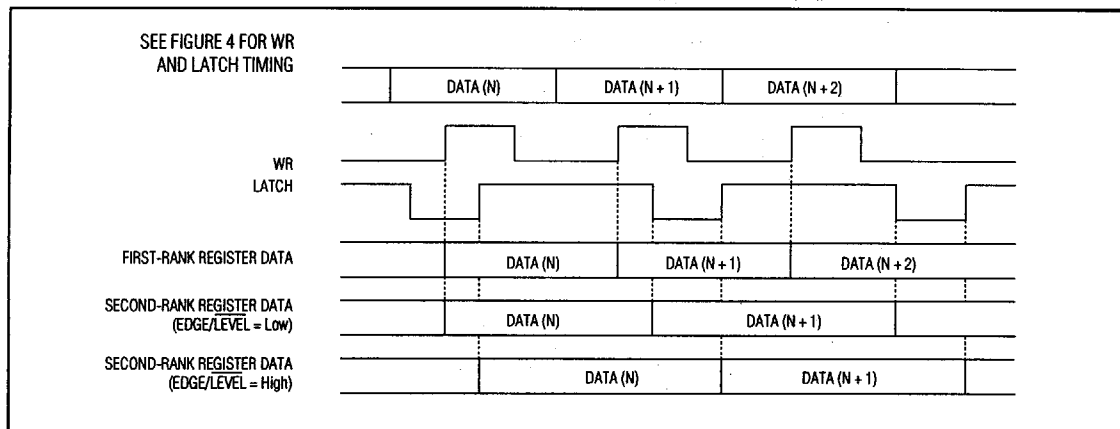 SEE FIGURE 4 FOR WR
AND LATCH TIMING
DATA (N)
DATA (N + 1)
DATA (N + 2)
WR
LATCH
FIRST-RANK REGISTER DATA
DATA (N)
DATA (N + 1)
DATA (N + 2)
SECOND-RANK REGISTER DATA
(EDGE/LEVEL = Low)
DATA (N)
DATA (N + 1)
SECOND-RANK REGISTER DATA
(EDGE/LEVEL = High)
DATA (N)
DATA (N + 1)